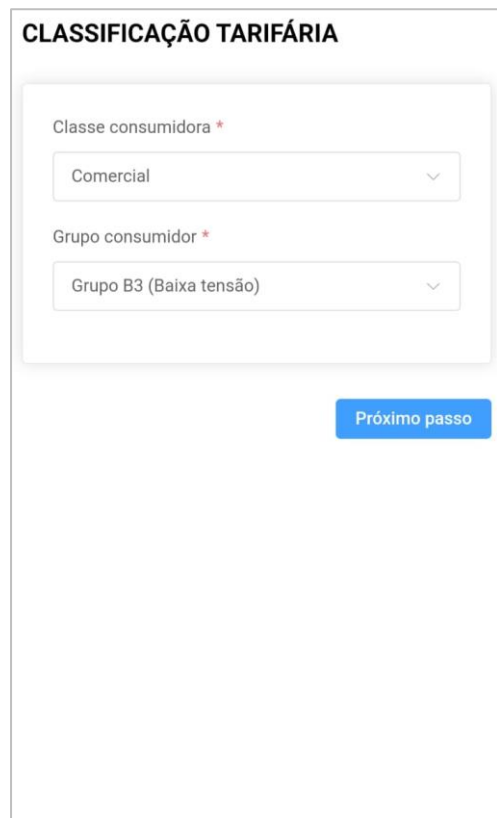 CLASSIFICAÇÃO TARIFÁRIA
Classe consumidora *
Comercial
Grupo consumidor *
Grupo B3 (Baixa tensão)
Próximo passo